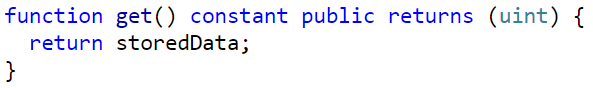 function get() constant public returns (uint) {
  return storedData;
}